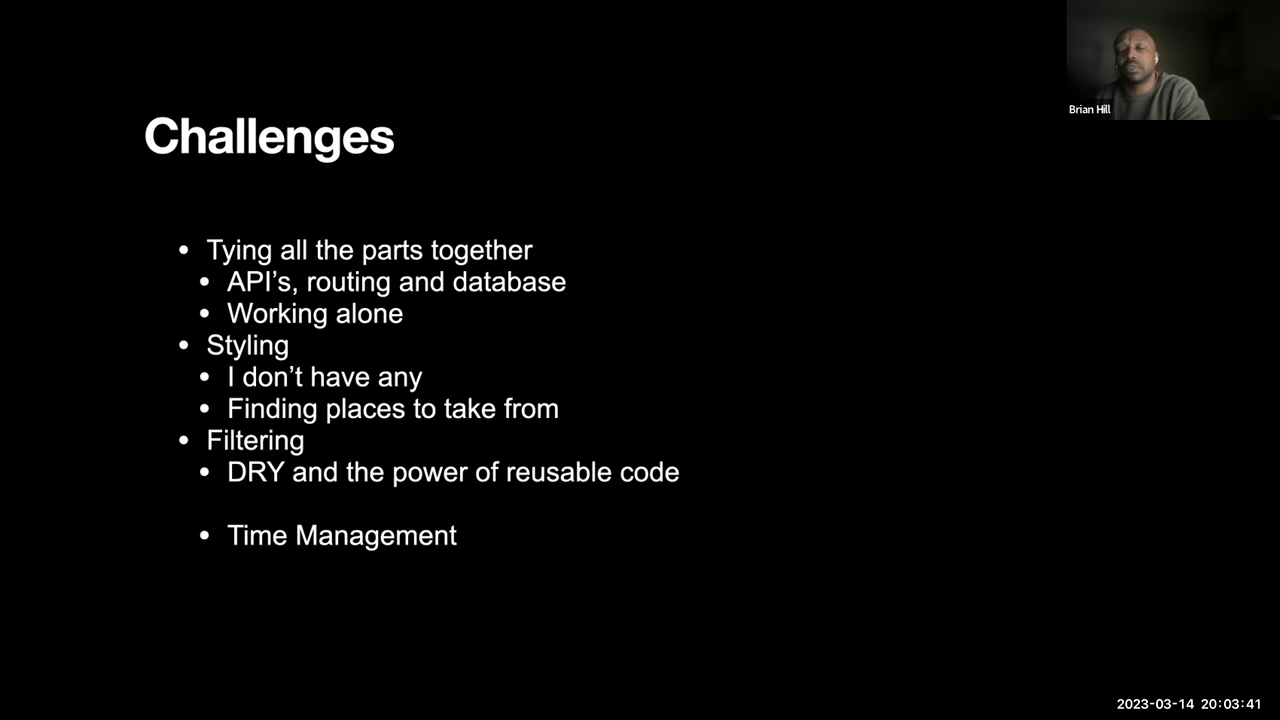 Brian Hill
Challenges
• Tying all the parts together
• API’s, routing and database
• Working alone
• Styling
• I don’t have any
• Finding places to take from
• Filtering
• DRY and the power of reusable code
• Time Management
2023-03-14 20:03:41